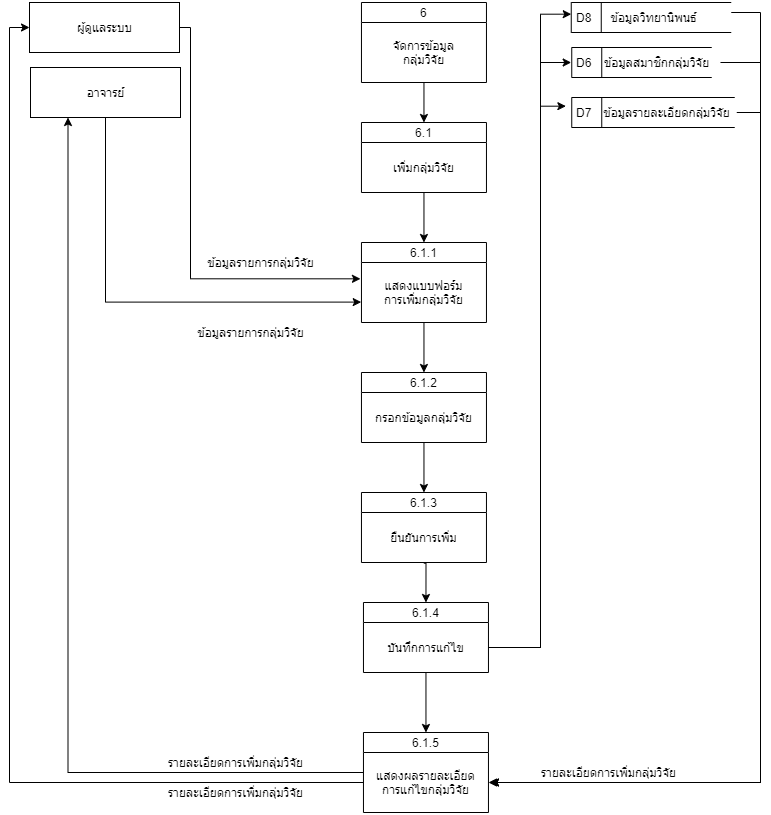 ผู้ดูแลระบบ
อาจารย์
6
จัดการข้อมูล
กลุ่มวิจัย
D8 ข้อมูลวิทยานิพนธ์
D6 ข้อมูลสมาชิกกลุ่มวิจัย
D7 ข้อมูลรายละเอียดกลุ่มวิจัย
6.1
เพิ่มกลุ่มวิจัย
ข้อมูลรายการกลุ่มวิจัย
6.1.1
แสดงแบบฟอร์ม
การเพิ่มกลุ่มวิจัย
ข้อมูลรายการกลุ่มวิจัย
6.1.2
กรอกข้อมูลกลุ่มวิจัย
6.1.3
ยืนยันการเพิ่ม
6.1.4
บันทึกการแก้ไข
6.1.5
แสดงผลรายละเอียด
การแก้ไขกลุ่มวิจัย
รายละเอียดการเพิ่มกลุ่มวิจัย
รายละเอียดการเพิ่มกลุ่มวิจัย
รายละเอียดการเพิ่มกลุ่มวิจัย